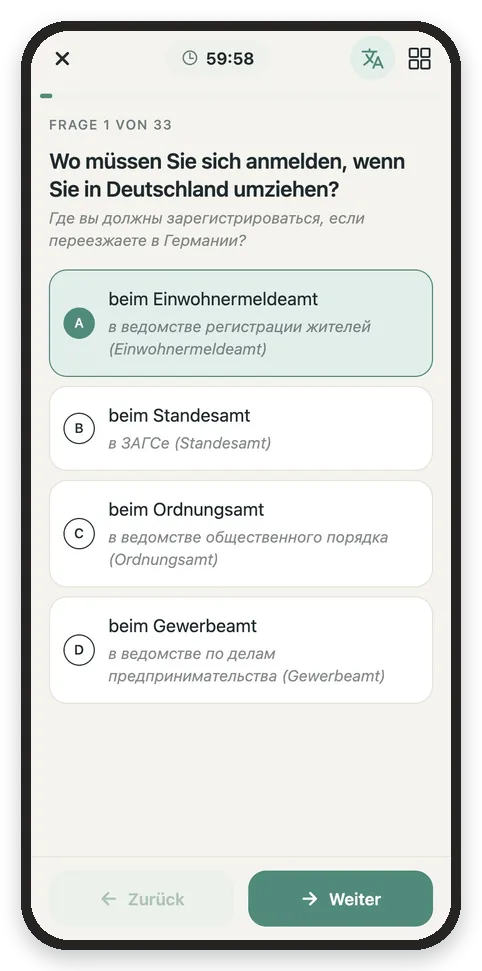 59:58
FRAGE 1 VON 33
Wo müssen Sie sich anmelden, wenn
Sie in Deutschland umziehen?
Где вы должны зарегистрироваться, если
переезжаете в Германии?
A
beim Einwohnermeldeamt
в ведомстве регистрации жителей
(Einwohnermeldeamt)
B
beim Standesamt
в ЗАГСе (Standesamt)
C
beim Ordnungsamt
в ведомстве общественного порядка
(Ordnungsamt)
D
beim Gewerbeamt
в ведомстве по делам
предпринимательства (Gewerbeamt)
Zurück
Weiter